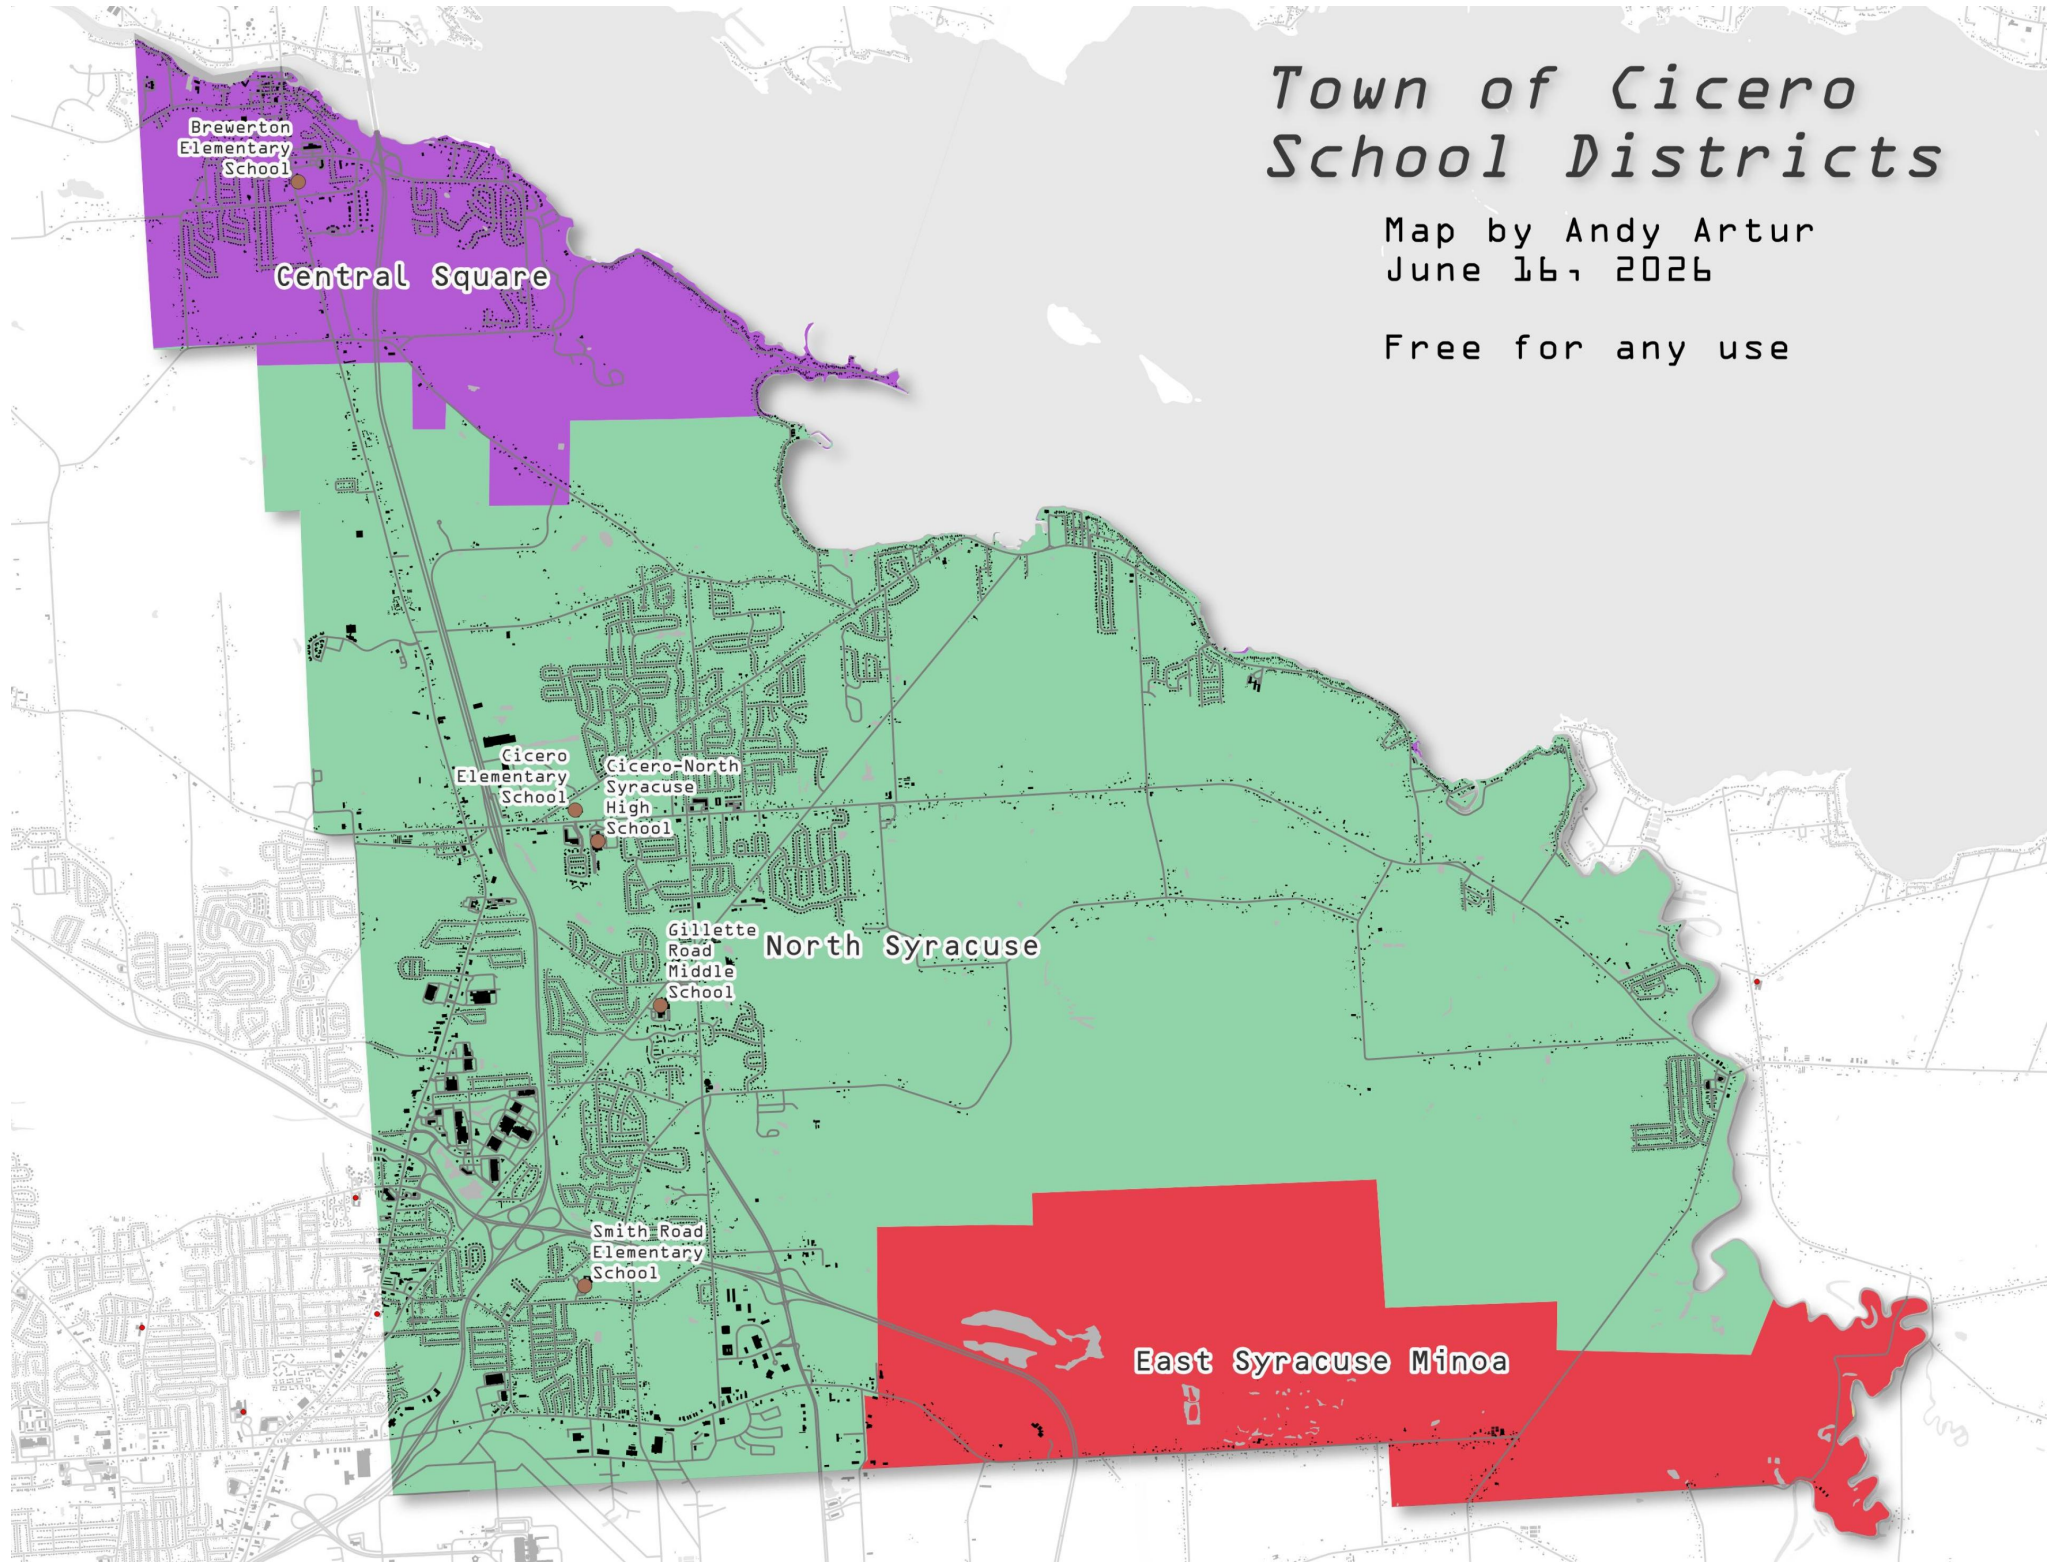 Town of Cicero
School Districts
Map by Andy Artur
June 16, 2026
Free for any use
Brewerton
Elementary
School
Central Square
Cicero
Elementary
School
Cicero-North
Syracuse
High
School
Gillette
Road
Middle
School
North Syracuse
Smith Road
Elementary
School
East Syracuse Minoa